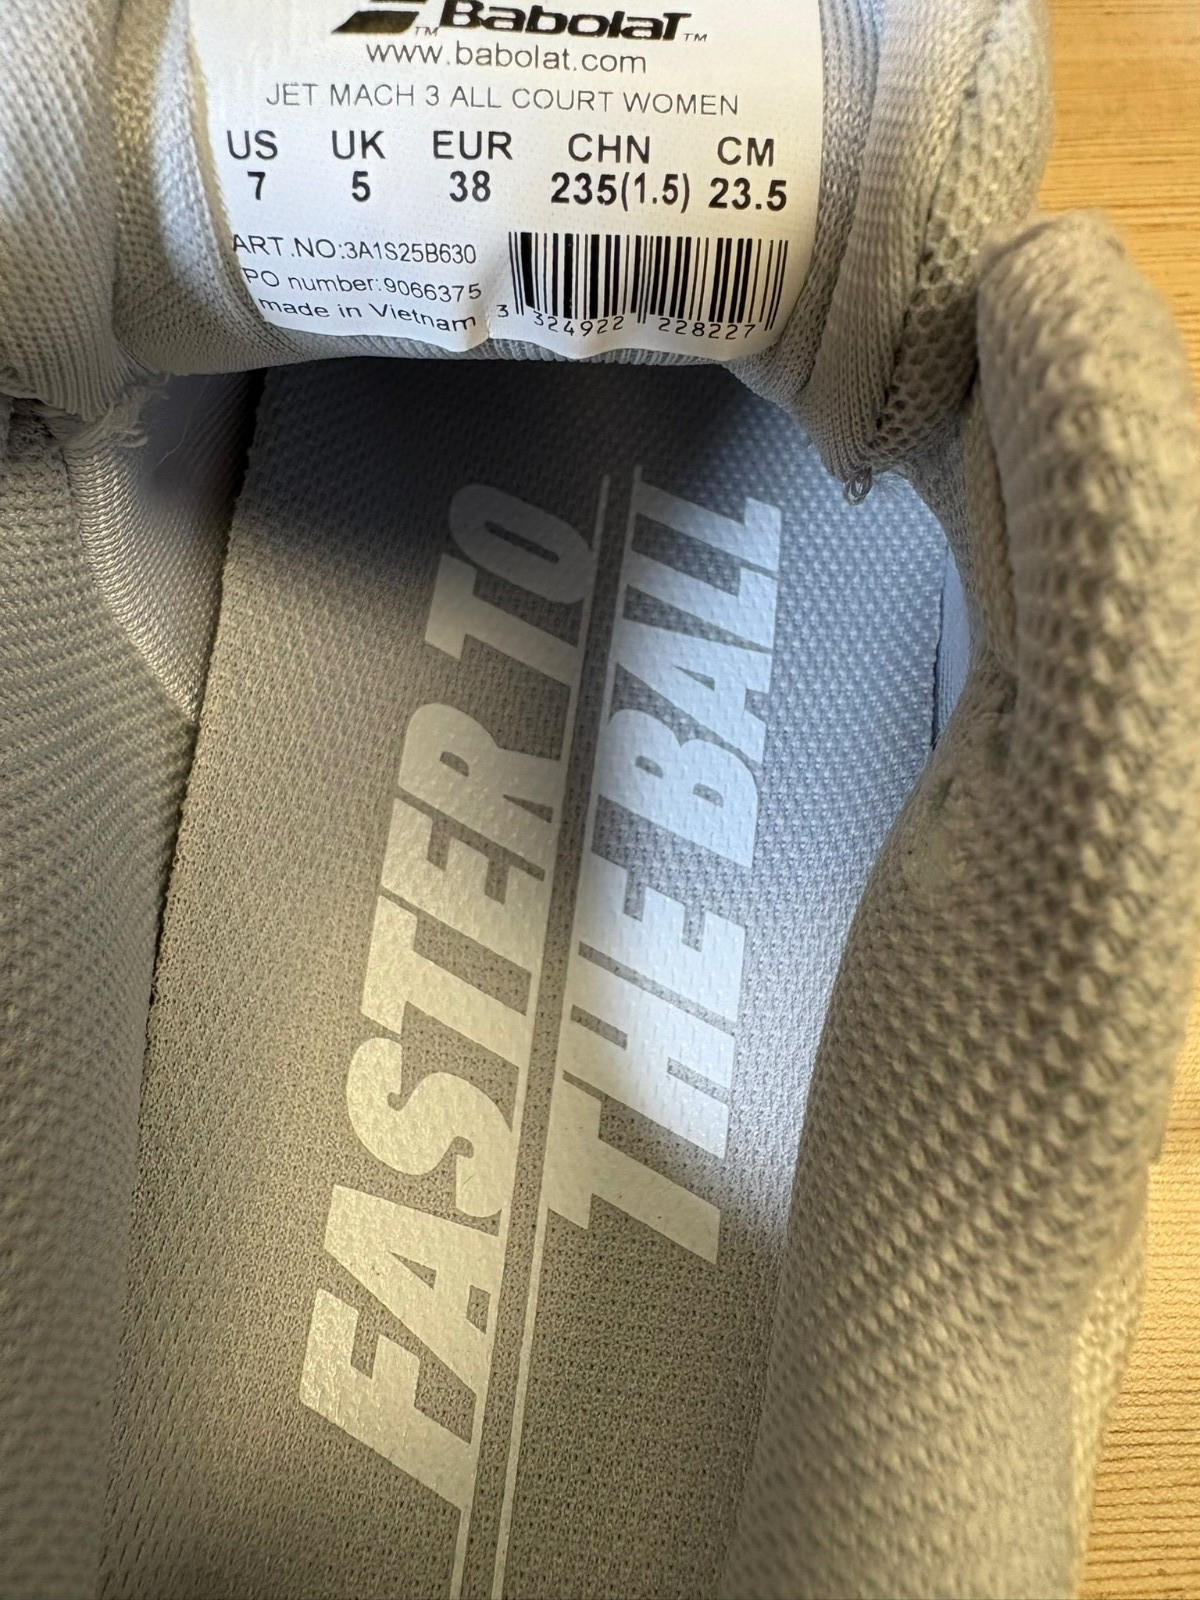 Babolat™
www.babolat.com
JET MACH 3 ALL COURT WOMEN
US UK EUR CHN CM
7 5 38 235(1.5) 23.5
ART.NO:3A1S25B630
PO number:9066375
made in Vietnam
3 324922 228227
FASTER TO
THE BALL